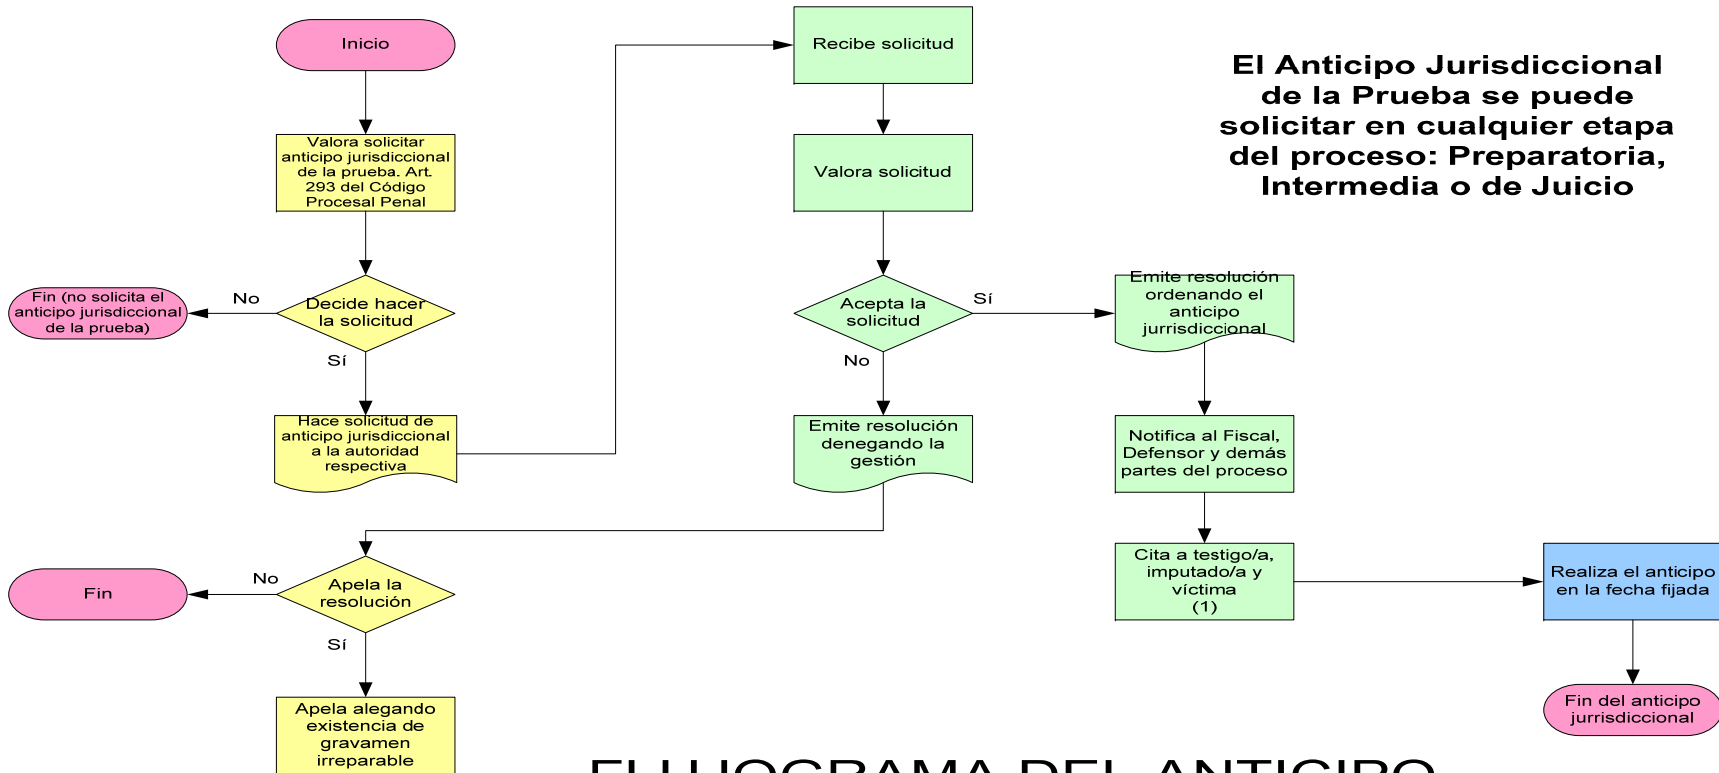 Inicio
Valora solicitar
anticipo jurisdiccional
de la prueba. Art.
293 del Código
Procesal Penal
Decide hacer
la solicitud
No
Fin (no solicita el
anticipo jurisdiccional
de la prueba)
Sí
Hace solicitud de
anticipo jurisdiccional
a la autoridad
respectiva
Recibe solicitud
Valora solicitud
Acepta la
solicitud
Sí
No
Emite resolución
ordenando el
anticipo
jurrisdiccional
Emite resolución
denegando la
gestión
Notifica al Fiscal,
Defensor y demás
partes del proceso
Cita a testigo/a,
imputado/a y
víctima
(1)
Realiza el anticipo
en la fecha fijada
Fin del anticipo
jurrisdiccional
Apela la
resolución
No
Fin
Sí
Apela alegando
existencia de
gravamen
irreparable
El Anticipo Jurisdiccional
de la Prueba se puede
solicitar en cualquier etapa
del proceso: Preparatoria,
Intermedia o de Juicio
FLUJOGRAMA DEL ANTICIPO